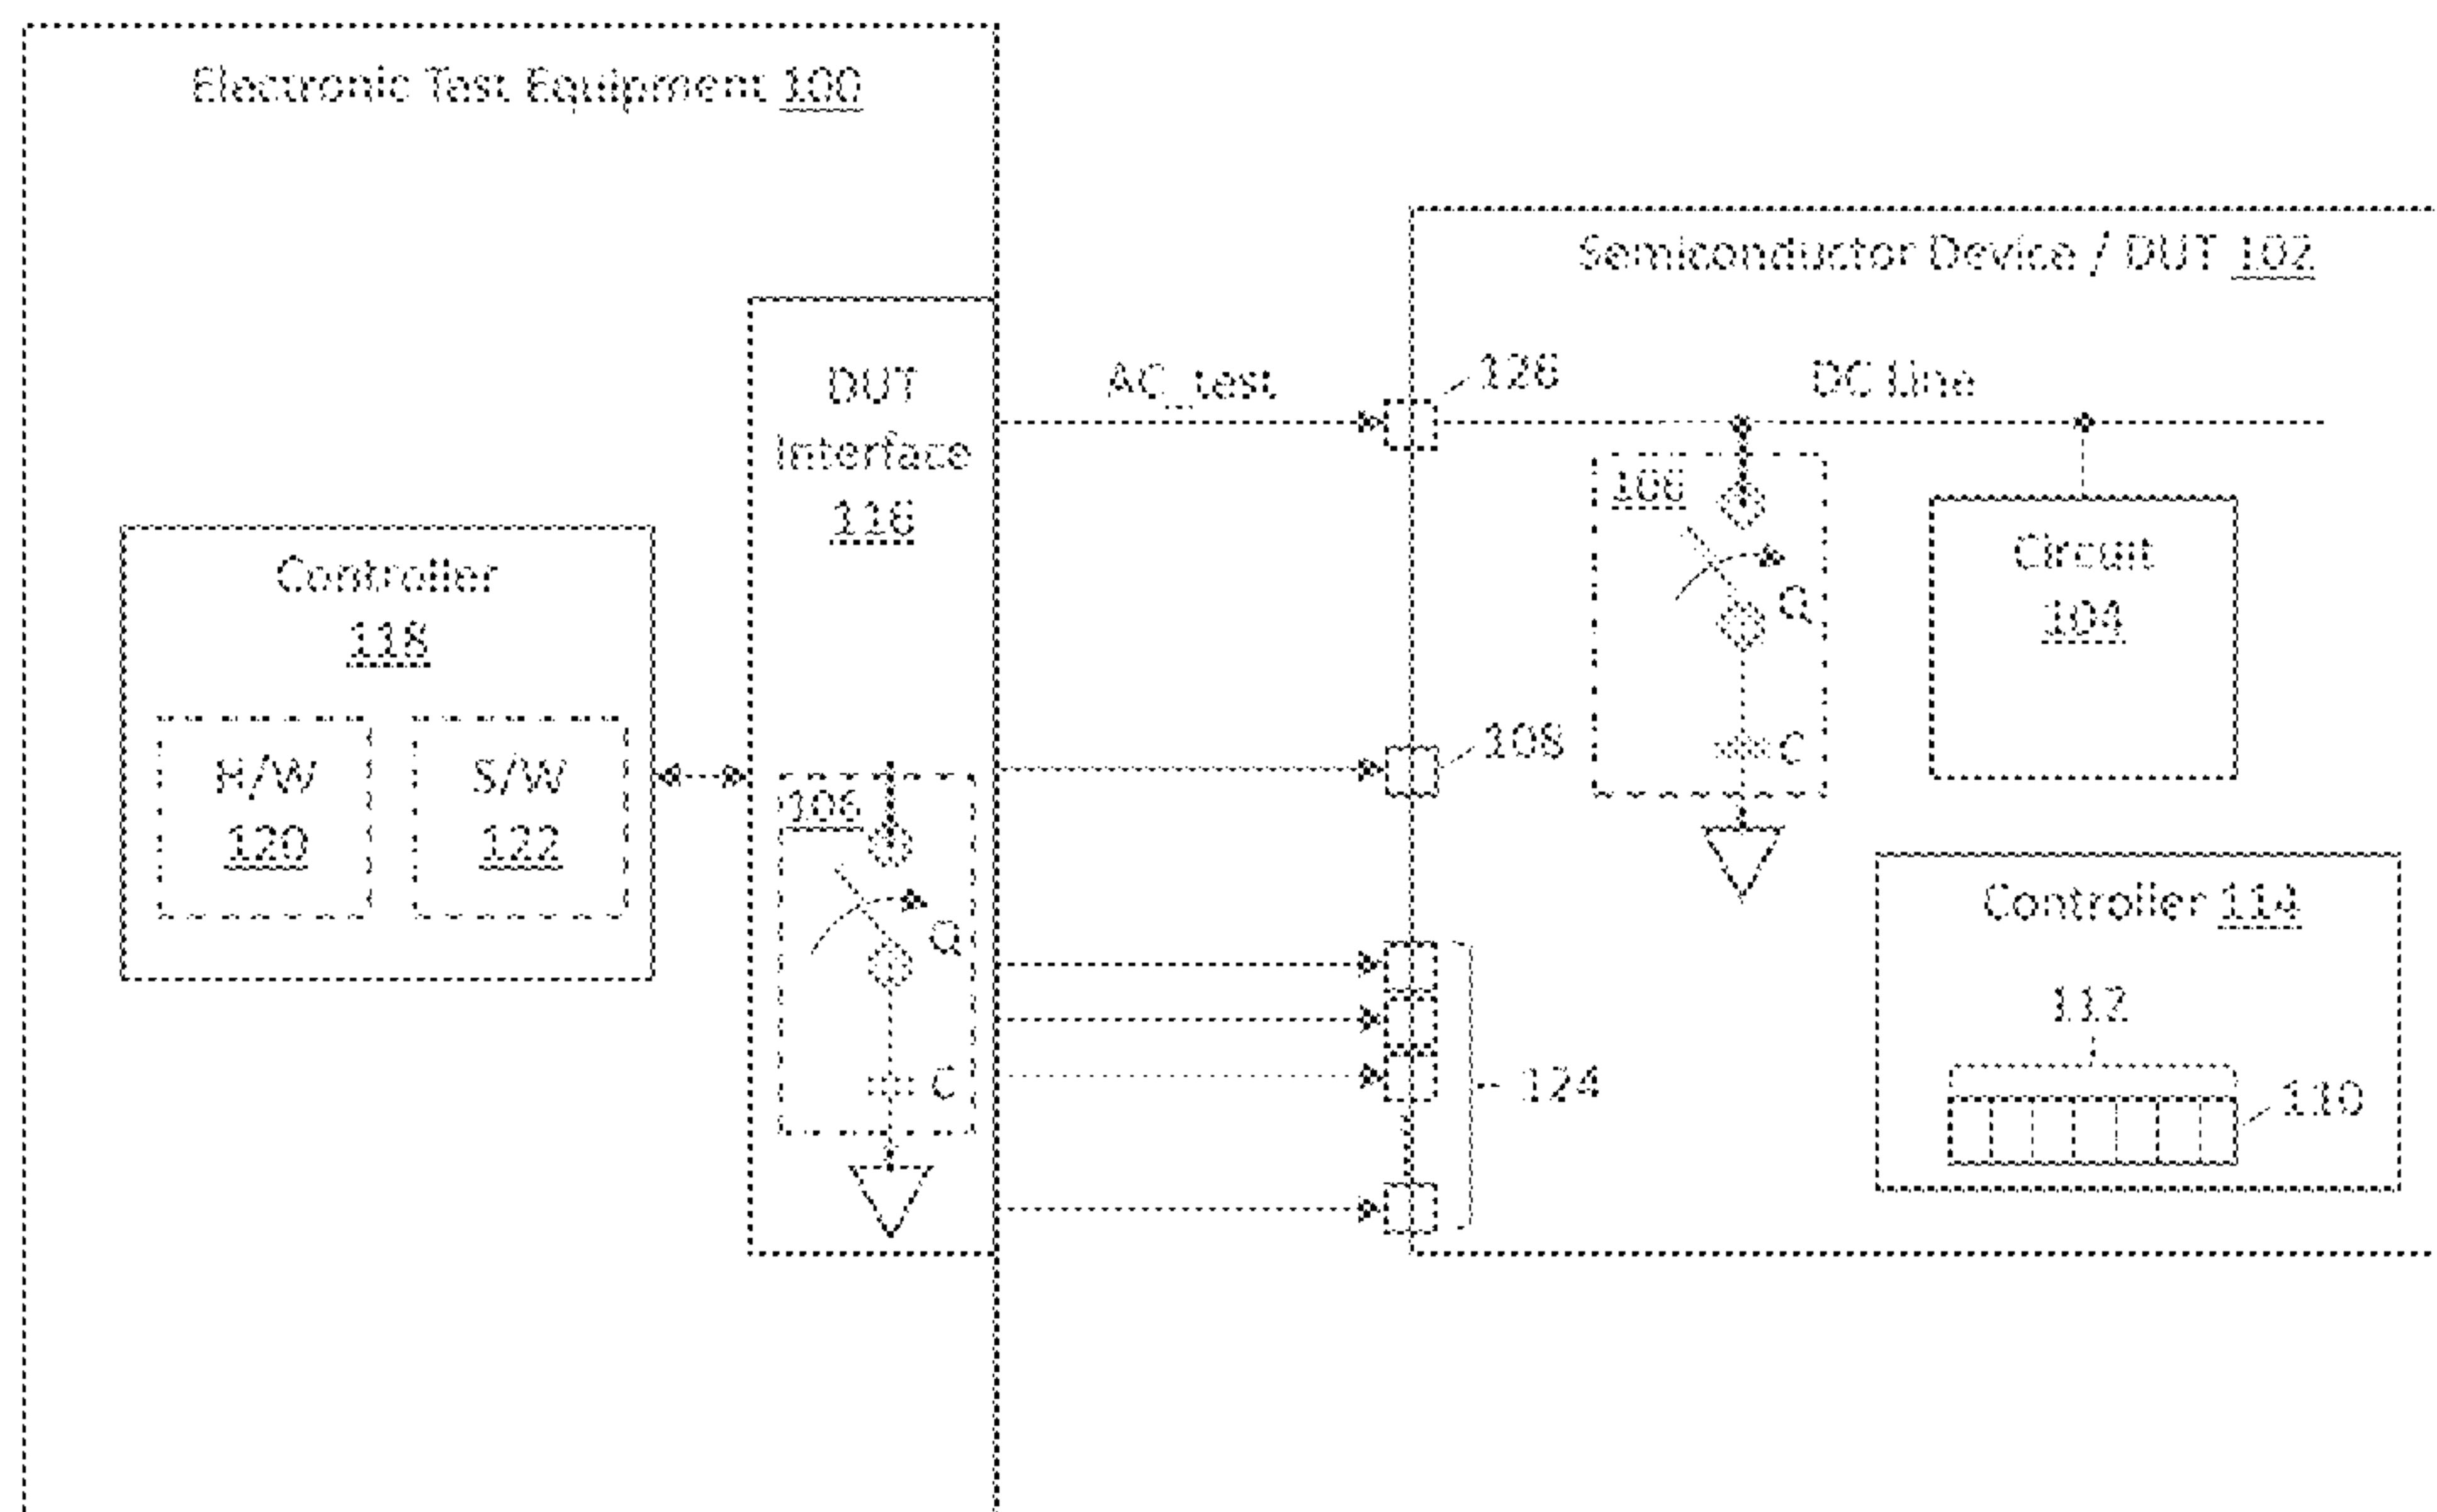 Electronic Test Equipment 100
Semiconductor Device / DUT 102
DUT
Interface
116
AC_test
126
DC Line
106
Q
C
Circuit
104
Controller
118
H/W
120
S/W
122
106
Q
C
108
124
Controller 114
112
110